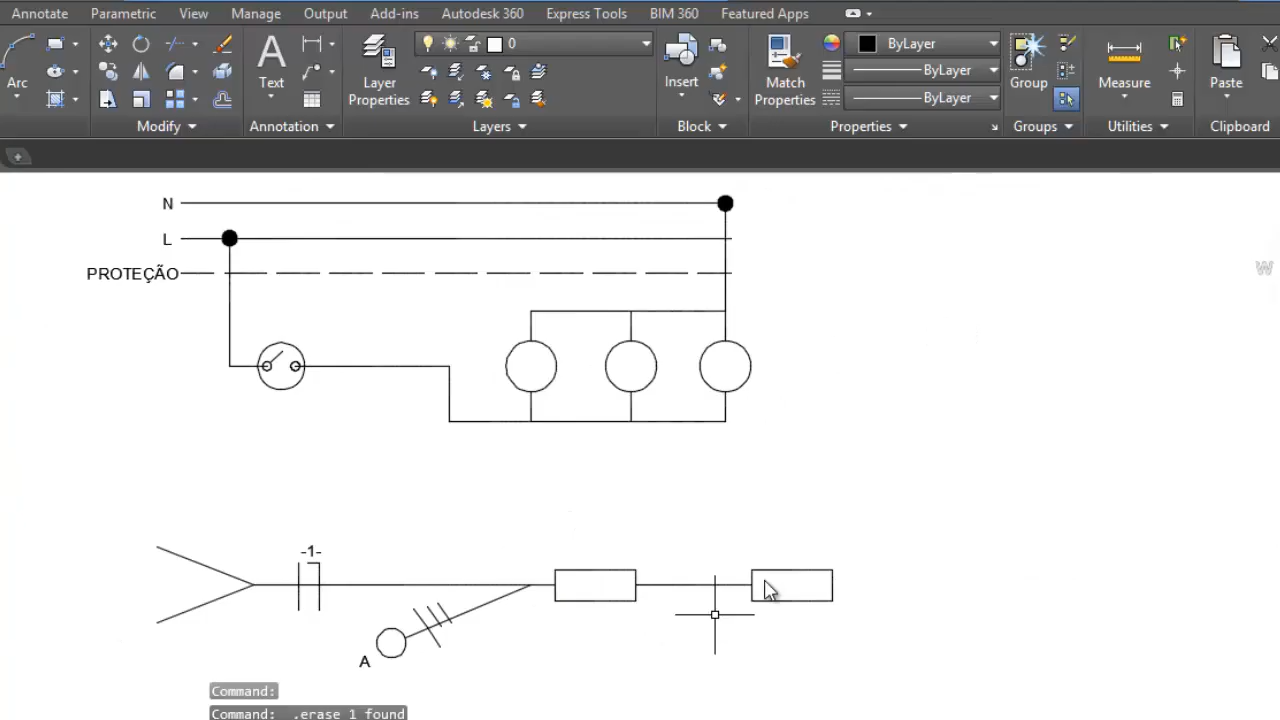 Annotate Parametric View Manage Output Add-ins Autodesk 360 Express Tools BIM 360 Featured Apps
0 ByLayer
Arc Text Layer Properties Insert Match Properties ByLayer Group Measure Paste
ByLayer
Modify Annotation Layers Block Properties Groups Utilities Clipboard
N
L
PROTEÇÃO
W
-1-
A
Command:
Command: _.erase 1 found